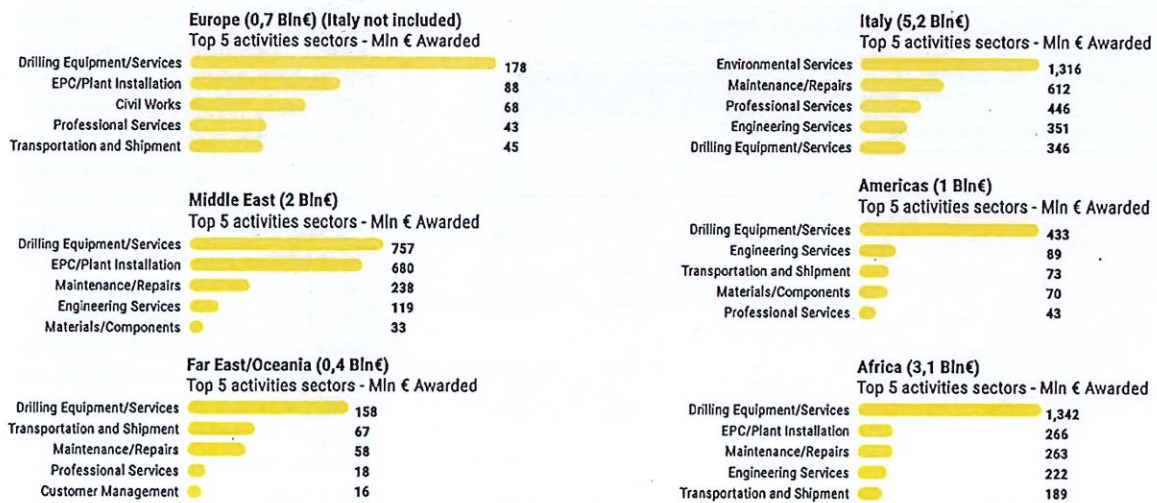 Europe (0,7 Bln€) (Italy not included)
Top 5 activities sectors - Mln € Awarded
Drilling Equipment/Services 178
EPC/Plant Installation 88
Civil Works 68
Professional Services 43
Transportation and Shipment 45
Italy (5,2 Bln€)
Top 5 activities sectors - Mln € Awarded
Environmental Services 1,316
Maintenance/Repairs 612
Professional Services 446
Engineering Services 351
Drilling Equipment/Services 346
Middle East (2 Bln€)
Top 5 activities sectors - Mln € Awarded
Drilling Equipment/Services 757
EPC/Plant Installation 680
Maintenance/Repairs 238
Engineering Services 119
Materials/Components 33
Americas (1 Bln€)
Top 5 activities sectors - Mln € Awarded
Drilling Equipment/Services 433
Engineering Services 89
Transportation and Shipment 73
Materials/Components 70
Professional Services 43
Far East/Oceania (0,4 Bln€)
Top 5 activities sectors - Mln € Awarded
Drilling Equipment/Services 158
Transportation and Shipment 67
Maintenance/Repairs 58
Professional Services 18
Customer Management 16
Africa (3,1 Bln€)
Top 5 activities sectors - Mln € Awarded
Drilling Equipment/Services 1,342
EPC/Plant Installation 266
Maintenance/Repairs 263
Engineering Services 222
Transportation and Shipment 189